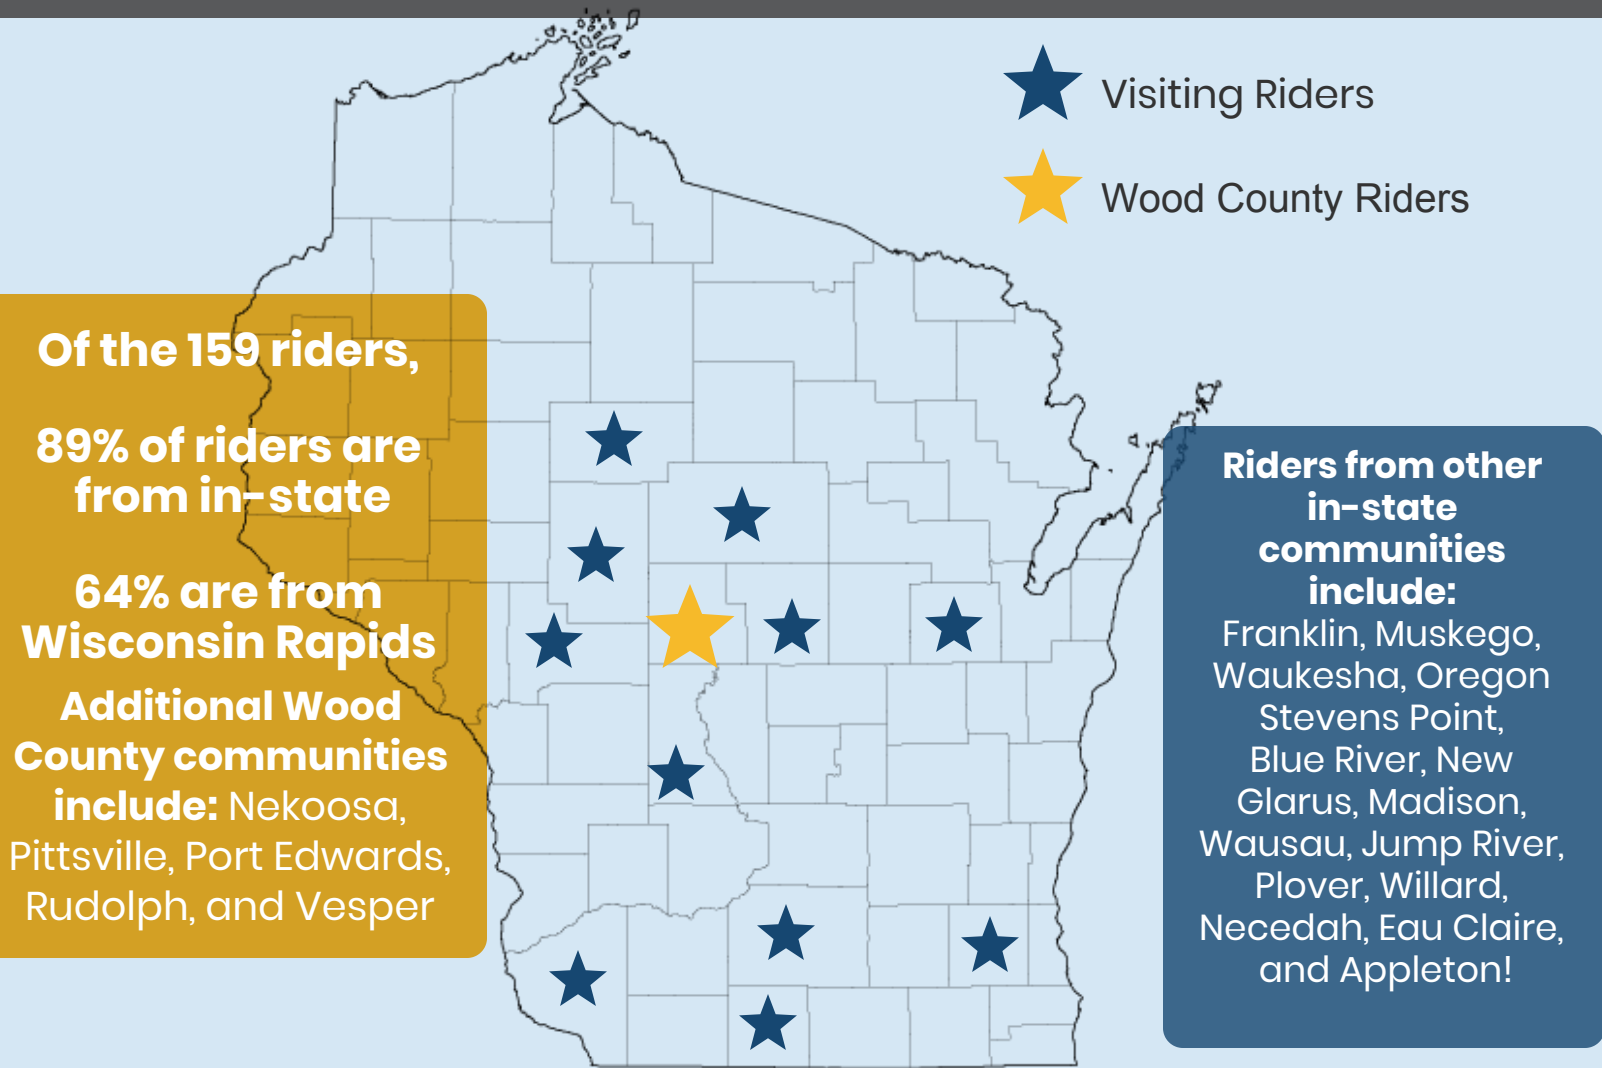 Visiting Riders
Wood County Riders
Of the 159 riders,
89% of riders are
from in-state
64% are from
Wisconsin Rapids
Additional Wood
County communities
include: Nekoosa,
Pittsville, Port Edwards,
Rudolph, and Vesper
Riders from other
in-state
communities
include:
Franklin, Muskego,
Waukesha, Oregon
Stevens Point,
Blue River, New
Glarus, Madison,
Wausau, Jump River,
Plover, Willard,
Necedah, Eau Claire,
and Appleton!